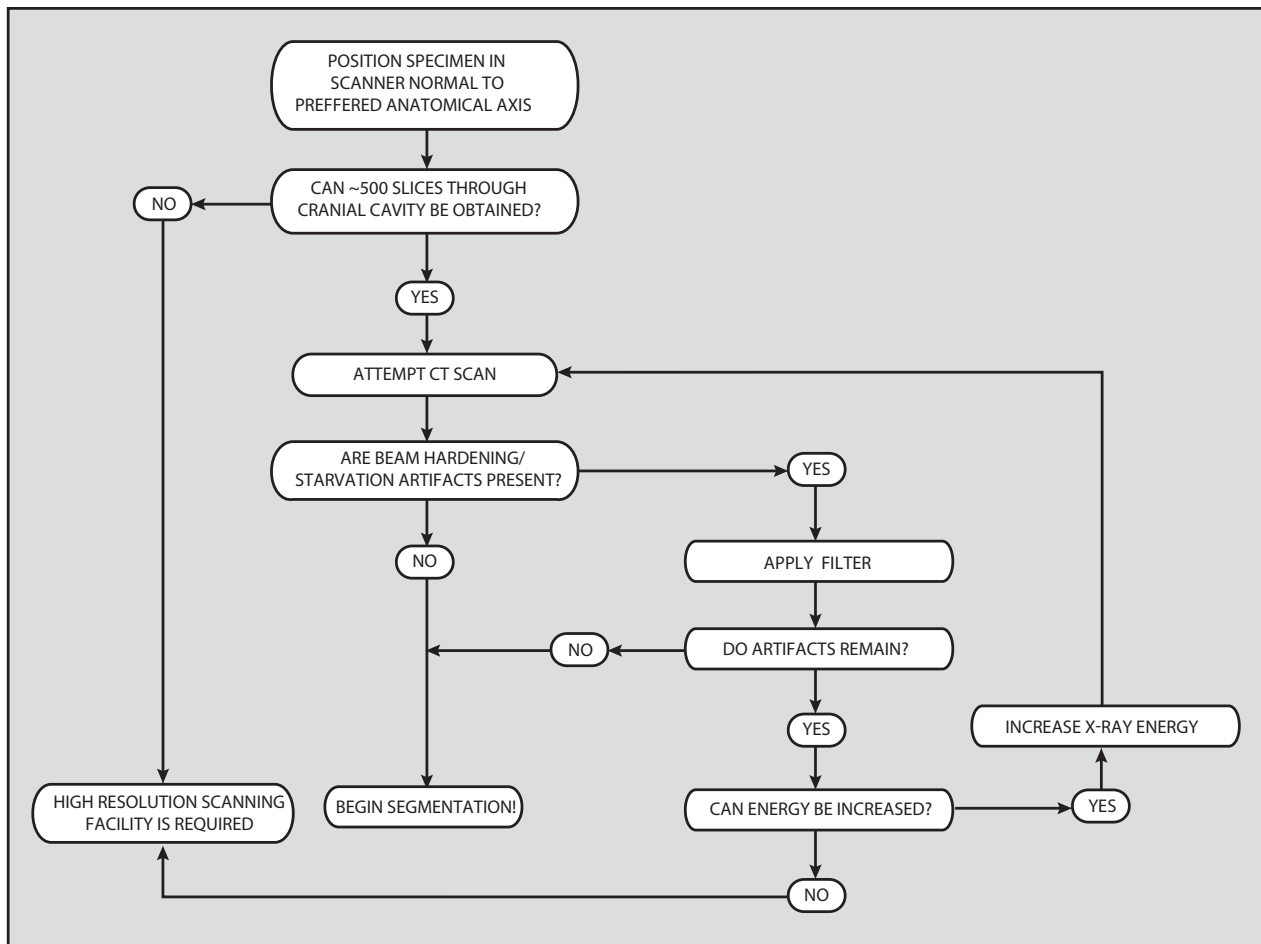 POSITION SPECIMEN IN
SCANNER NORMAL TO
PREFFERED ANATOMICAL AXIS
CAN ~500 SLICES THROUGH
CRANIAL CAVITY BE OBTAINED?
NO
YES
ATTEMPT CT SCAN
ARE BEAM HARDENING/
STARVATION ARTIFACTS PRESENT?
YES
NO
APPLY FILTER
DO ARTIFACTS REMAIN?
NO
YES
INCREASE X-RAY ENERGY
HIGH RESOLUTION SCANNING
FACILITY IS REQUIRED
BEGIN SEGMENTATION!
CAN ENERGY BE INCREASED?
YES
NO